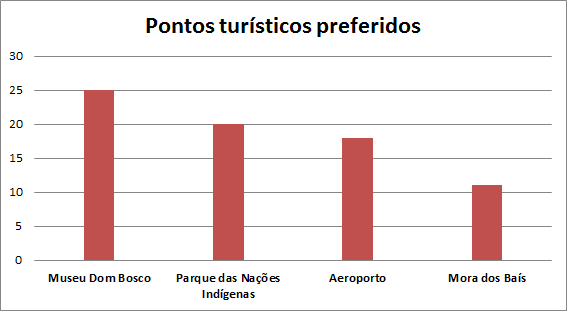 Pontos turísticos preferidos
30
25
20
15
10
5
0
Museu Dom Bosco
Parque das Nações
Indígenas
Aeroporto
Mora dos Baís